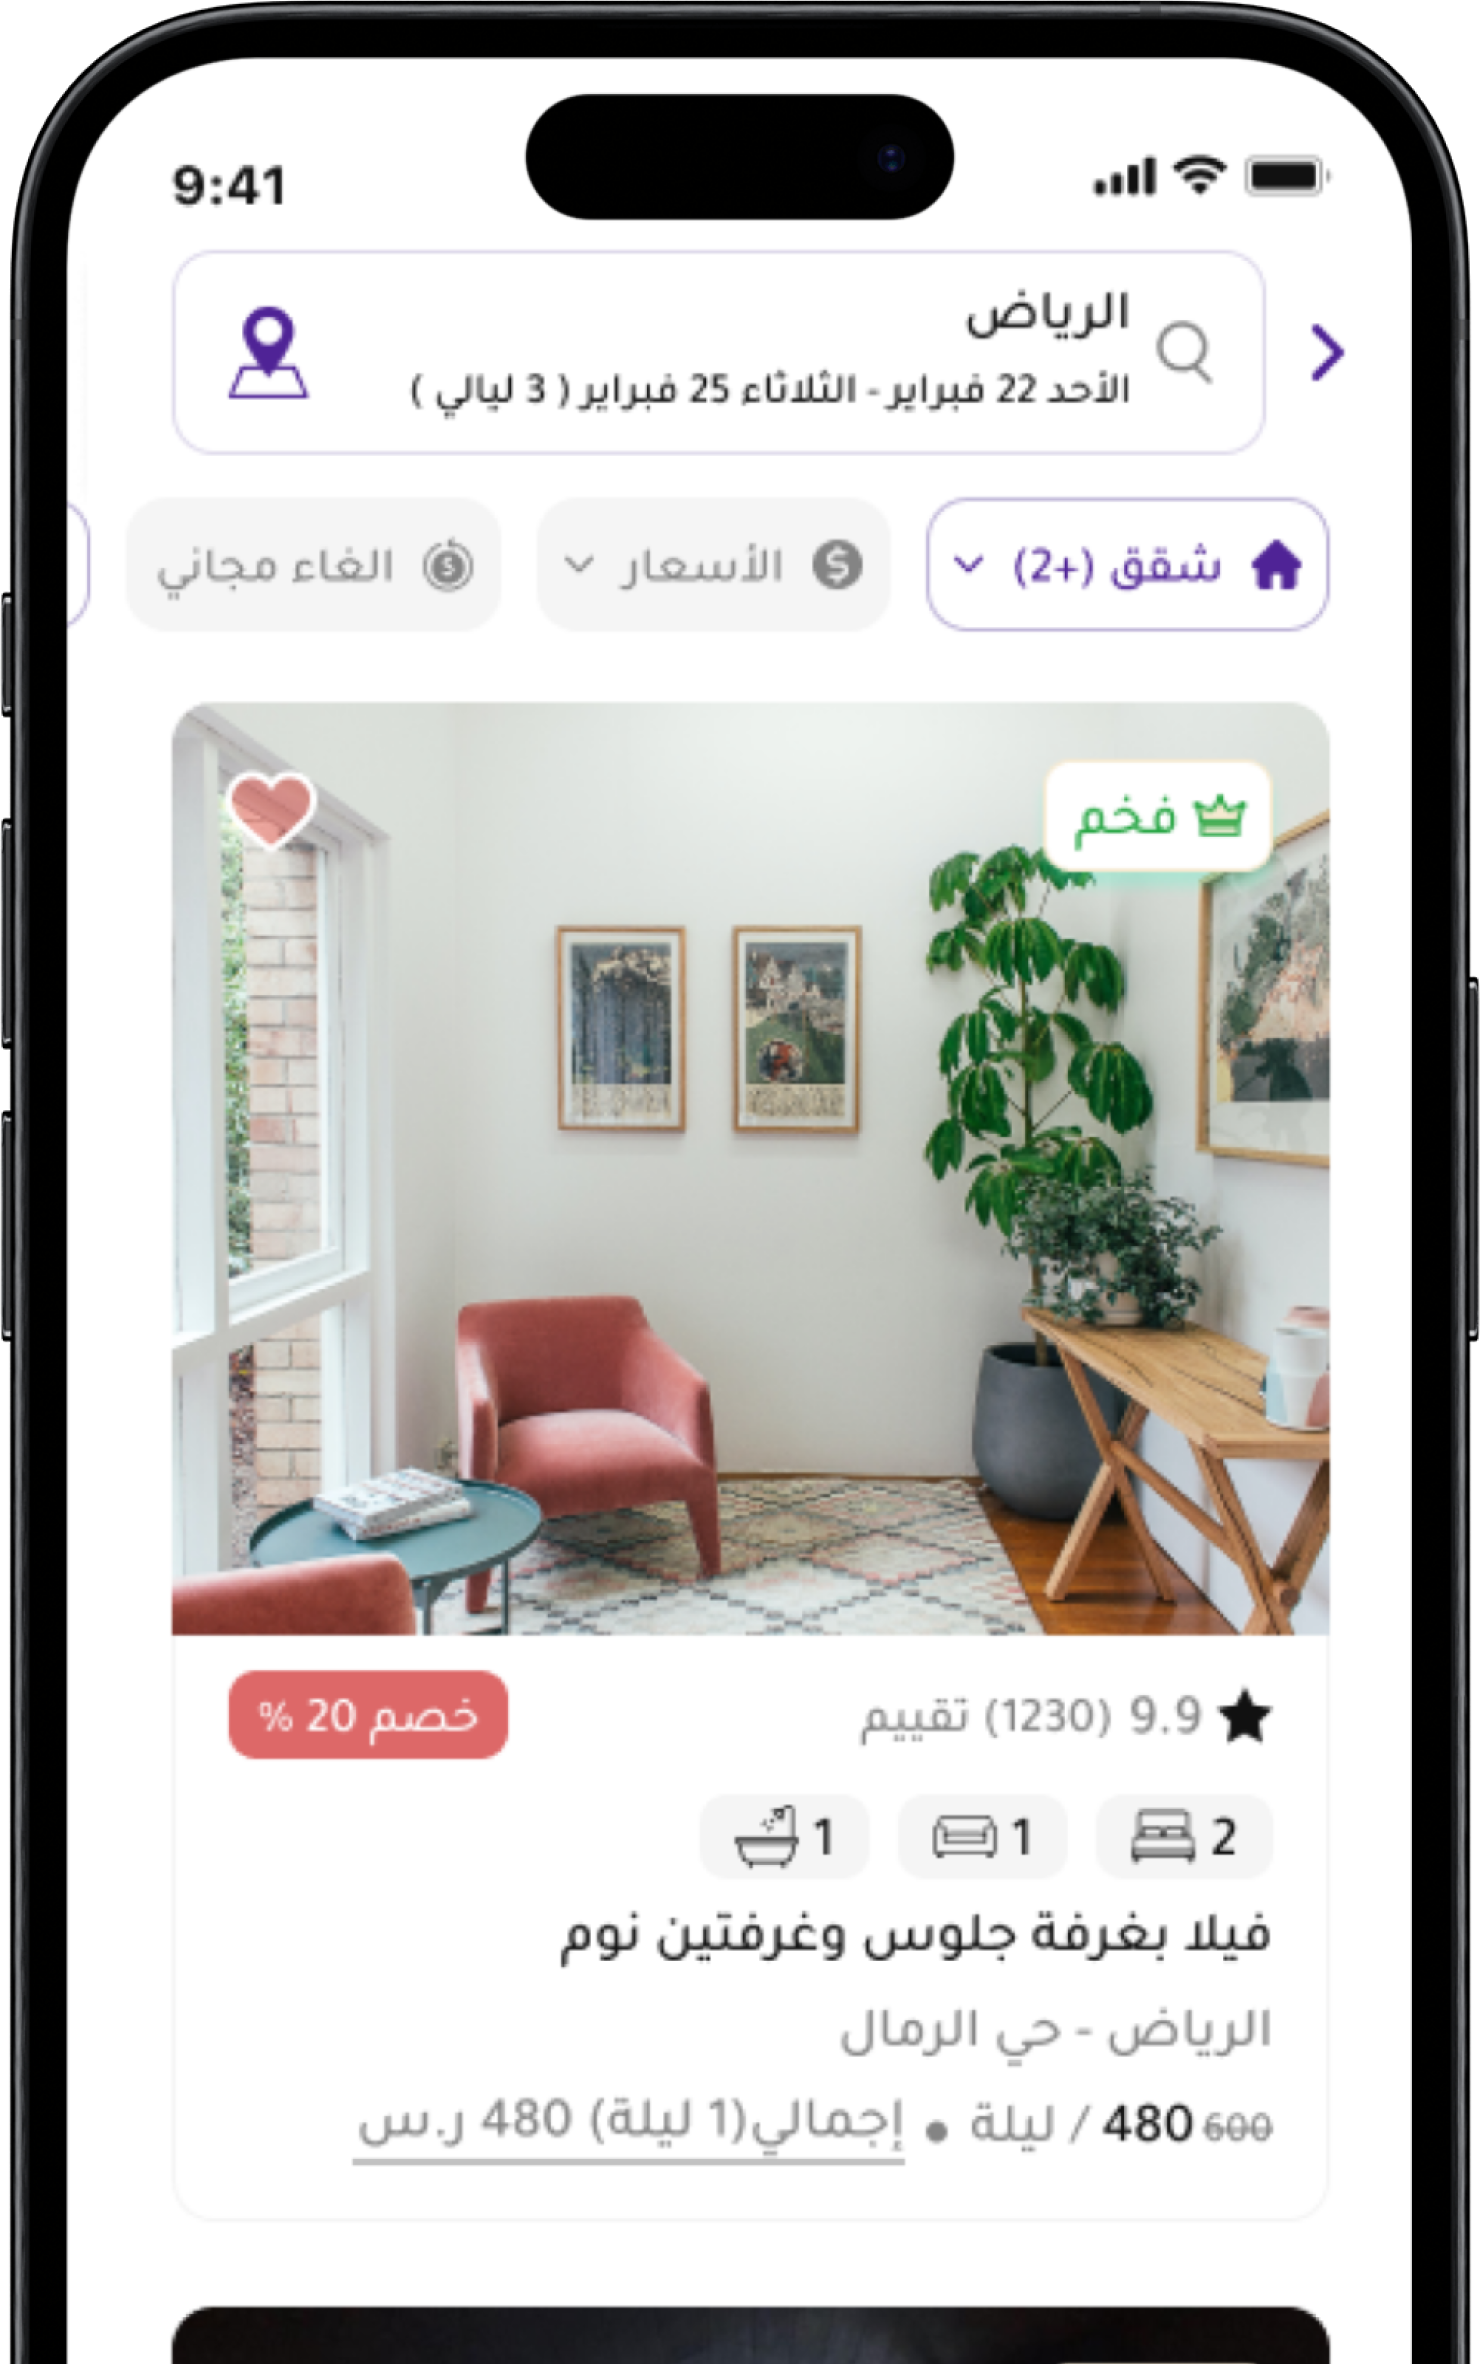 9:41
الرياض
الأحد 22 فبراير - الثلاثاء 25 فبراير ( 3 ليالي )
شقق (+2)
الأسعار
الغاء مجاني
فخم
9.9 (1230) تقييم
خصم 20 %
2
1
1
فيلا بغرفة جلوس وغرفتين نوم
الرياض - حي الرمال
600 480 / ليلة • إجمالي(1 ليلة) 480 ر.س